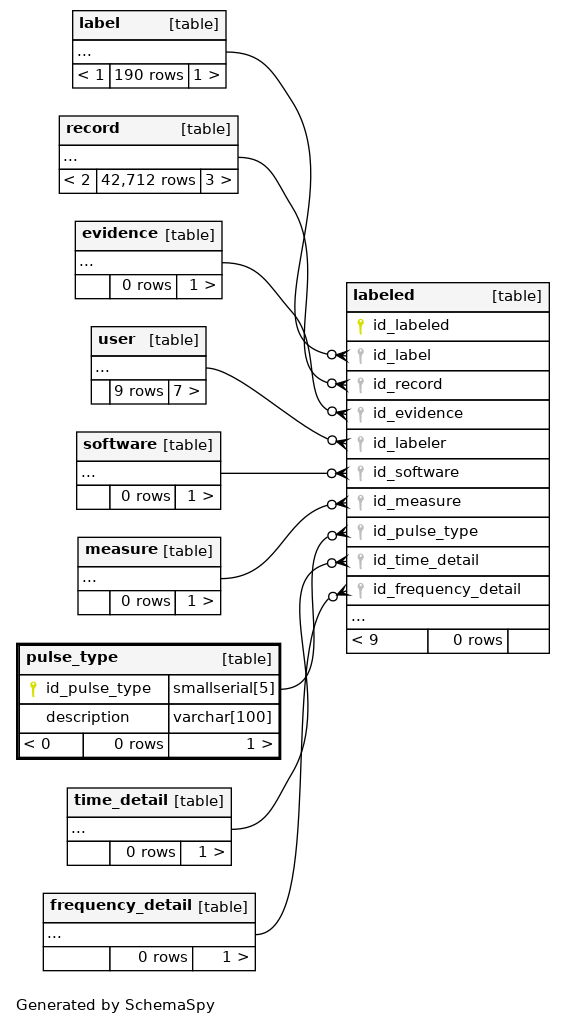 label [table]
...
< 1 190 rows 1 >
record [table]
...
< 2 42,712 rows 3 >
evidence [table]
...
0 rows 1 >
user [table]
...
9 rows 7 >
software [table]
...
0 rows 1 >
measure [table]
...
0 rows 1 >
pulse_type [table]
id_pulse_type smallserial[5]
description varchar[100]
< 0 0 rows 1 >
time_detail [table]
...
0 rows 1 >
frequency_detail [table]
...
0 rows 1 >
labeled [table]
id_labeled
id_label
id_record
id_evidence
id_labeler
id_software
id_measure
id_pulse_type
id_time_detail
id_frequency_detail
...
< 9 0 rows
Generated by SchemaSpy